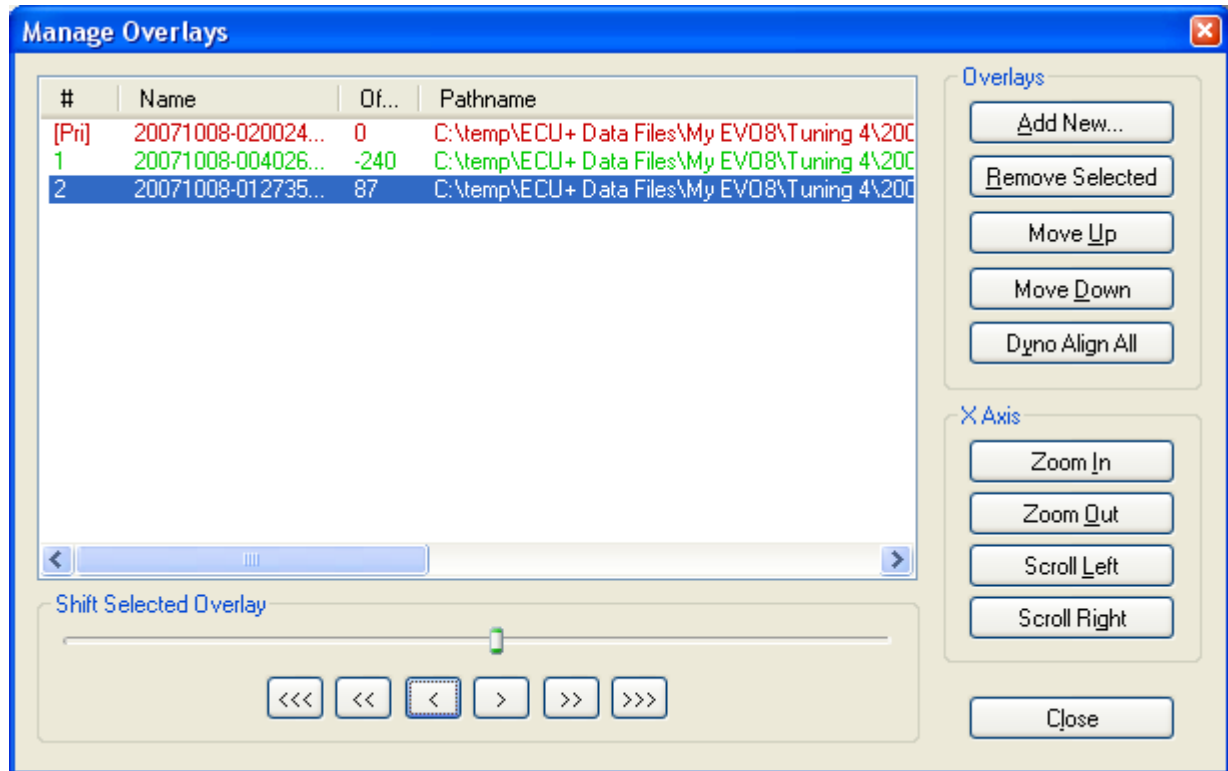 Manage Overlays
# Name Of... Pathname
[Pri] 20071008-020024... 0 C:\temp\ECU+ Data Files\My EVO8\Tuning 4\200
1 20071008-004026... -240 C:\temp\ECU+ Data Files\My EVO8\Tuning 4\200
2 20071008-012735... 87 C:\temp\ECU+ Data Files\My EVO8\Tuning 4\200
Shift Selected Overlay
<<< << < > >> >>>
Overlays
Add New...
Remove Selected
Move Up
Move Down
Dyno Align All
X Axis
Zoom In
Zoom Out
Scroll Left
Scroll Right
Close